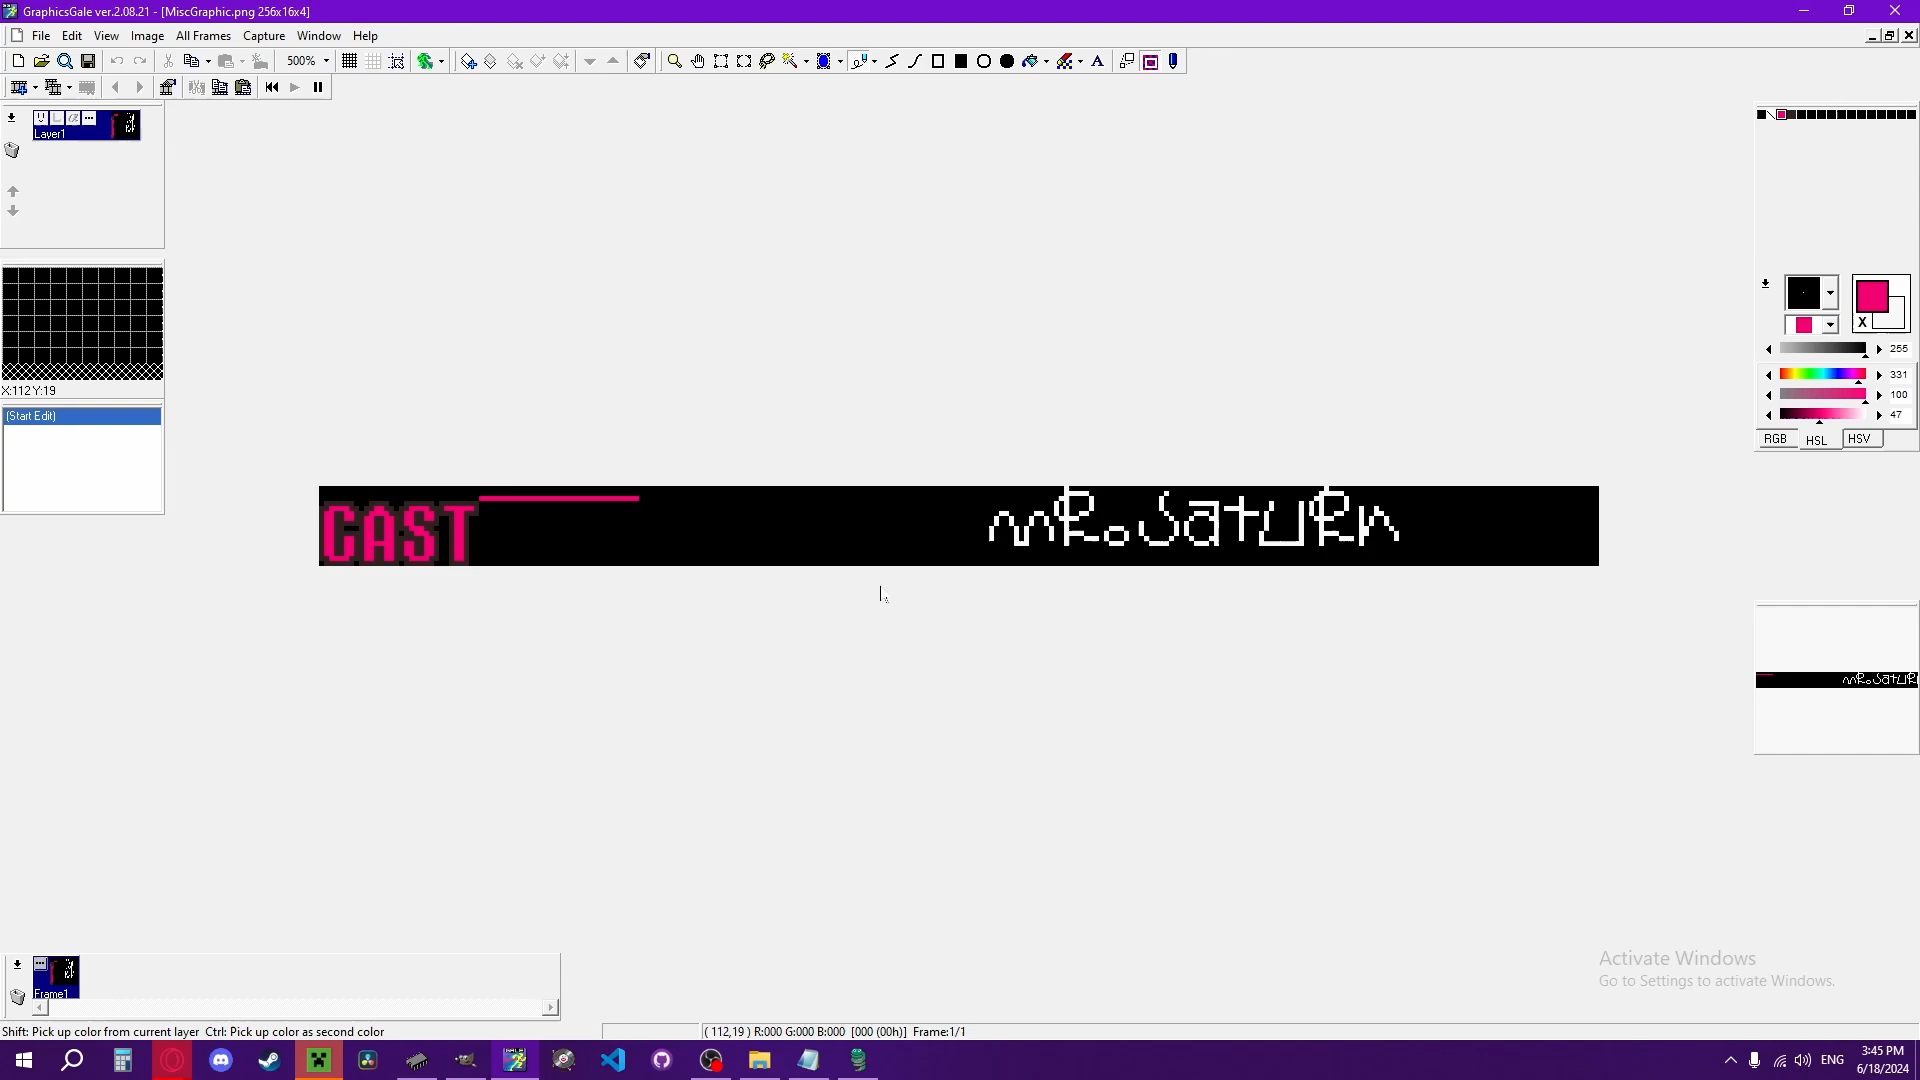 GraphicsGale ver.2.08.21 - [MiscGraphic.png 256x16x4]
File Edit View Image All Frames Capture Window Help
500%
Layer1
X:112 Y:19
(Start Edit)
255
331
100
47
RGB HSL HSV
X
CAST
mR.SatURn
Activate Windows
Go to Settings to activate Windows.
Frame1
Shift: Pick up color from current layer Ctrl: Pick up color as second color
( 112,19 ) R:000 G:000 B:000 [000 (00h)] Frame:1/1
ENG
3:45 PM
6/18/2024